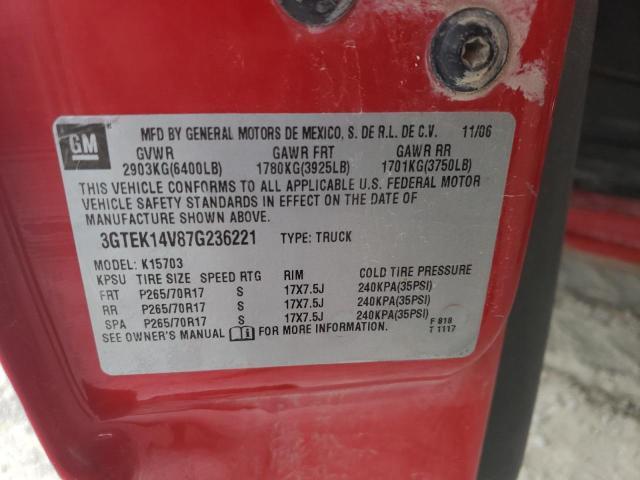 GM
MFD BY GENERAL MOTORS DE MEXICO, S. DE R.L. DE C.V. 11/06
GVWR GAWR FRT GAWR RR
2903KG(6400LB) 1780KG(3925LB) 1701KG(3750LB)
THIS VEHICLE CONFORMS TO ALL APPLICABLE U.S. FEDERAL MOTOR
VEHICLE SAFETY STANDARDS IN EFFECT ON THE DATE OF
MANUFACTURE SHOWN ABOVE.
3GTEK14V87G236221 TYPE: TRUCK
MODEL: K15703
KPSU TIRE SIZE SPEED RTG RIM COLD TIRE PRESSURE
FRT P265/70R17 S 17X7.5J 240KPA(35PSI)
RR P265/70R17 S 17X7.5J 240KPA(35PSI)
SPA P265/70R17 S 17X7.5J 240KPA(35PSI)
SEE OWNER'S MANUAL FOR MORE INFORMATION. F 818
T 1117